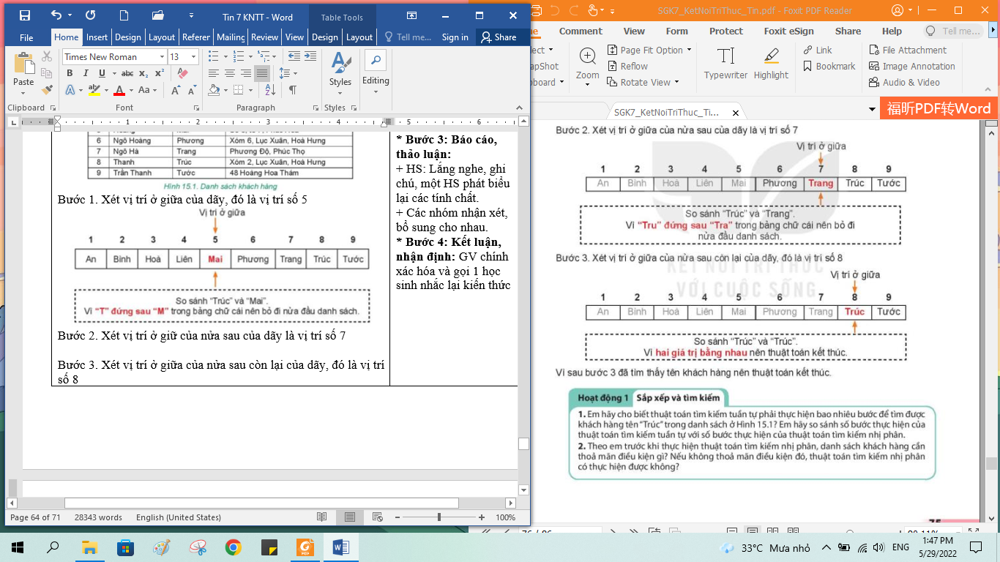 Tin 7 KNTT - Word
Table Tools
File
Home
Insert
Design
Layout
Referer
Mailing
Review
View
Design
Layout
Tell me...
Sign in
Share
Paste
Times New Roman
13
B I U abc x₂ x²
Aa
Styles
Editing
Clipboard
Font
Paragraph
Styles
1 2 3 4 5 6
6 Ngô Hoàng Phương Xóm 6, Lục Xuân, Hoà Hưng
7 Ngô Hà Trang Phương Độ, Phúc Thọ
8 Thanh Trúc Xóm 2, Lục Xuân, Hoà Hưng
9 Trần Thanh Tước 48 Hoàng Hoa Thám
Hình 15.1. Danh sách khách hàng
Bước 1. Xét vị trí ở giữa của dãy, đó là vị trí số 5
Vị trí ở giữa
1 2 3 4 5 6 7 8 9
An Bình Hoà Liên Mai Phương Trang Trúc Tước
So sánh “Trúc” và “Mai”.
Vì “T” đứng sau “M” trong bảng chữ cái nên bỏ đi nửa đầu danh sách.
Bước 2. Xét vị trí ở giữ của nửa sau của dãy là vị trí số 7
Bước 3. Xét vị trí ở giữa của nửa sau còn lại của dãy, đó là vị trí
số 8
* Bước 3: Báo cáo,
thảo luận:
+ HS: Lắng nghe, ghi
chú, một HS phát biểu
lại các tính chất.
+ Các nhóm nhận xét,
bổ sung cho nhau.
* Bước 4: Kết luận,
nhận định: GV chính
xác hóa và gọi 1 học
sinh nhắc lại kiến thức
Page 64 of 71
28343 words
English (United States)
100%
SGK7_KetNoiTriThuc_Tin.pdf - Foxit PDF Reader
Comment
View
Form
Protect
Foxit eSign
Share
Help
Tell me...
Zoom
Page Fit Option
Reflow
Rotate View
Typewriter
Highlight
Link
Bookmark
File Attachment
Image Annotation
Audio & Video
SGK7_KetNoiTriThuc_Ti...
福昕PDF转Word
Bước 2. Xét vị trí ở giữa của nửa sau của dãy là vị trí số 7
Vị trí ở giữa
1 2 3 4 5 6 7 8 9
An Bình Hoà Liên Mai Phương Trang Trúc Tước
So sánh “Trúc” và “Trang”.
Vì “Tru” đứng sau “Tra” trong bảng chữ cái nên bỏ đi
nửa đầu danh sách.
Bước 3. Xét vị trí ở giữa của nửa sau còn lại của dãy, đó là vị trí số 8
KẾT NỐI TRI THỨC
VỚI CUỘC SỐNG
Vị trí ở giữa
1 2 3 4 5 6 7 8 9
An Bình Hoà Liên Mai Phương Trang Trúc Tước
So sánh “Trúc” và “Trúc”.
Vì hai giá trị bằng nhau nên thuật toán kết thúc.
Vì sau bước 3 đã tìm thấy tên khách hàng nên thuật toán kết thúc.
Hoạt động 1 Sắp xếp và tìm kiếm
1. Em hãy cho biết thuật toán tìm kiếm tuần tự phải thực hiện bao nhiêu bước để tìm được
khách hàng tên “Trúc” trong danh sách ở Hình 15.1? Em hãy so sánh số bước thực hiện của
thuật toán tìm kiếm tuần tự với số bước thực hiện của thuật toán tìm kiếm nhị phân.
2. Theo em trước khi thực hiện thuật toán tìm kiếm nhị phân, danh sách khách hàng cần
thoả mãn điều kiện gì? Nếu không thoả mãn điều kiện đó, thuật toán tìm kiếm nhị phân
có thực hiện được không?
33°C Mưa nhỏ
ENG
1:47 PM
5/29/2022